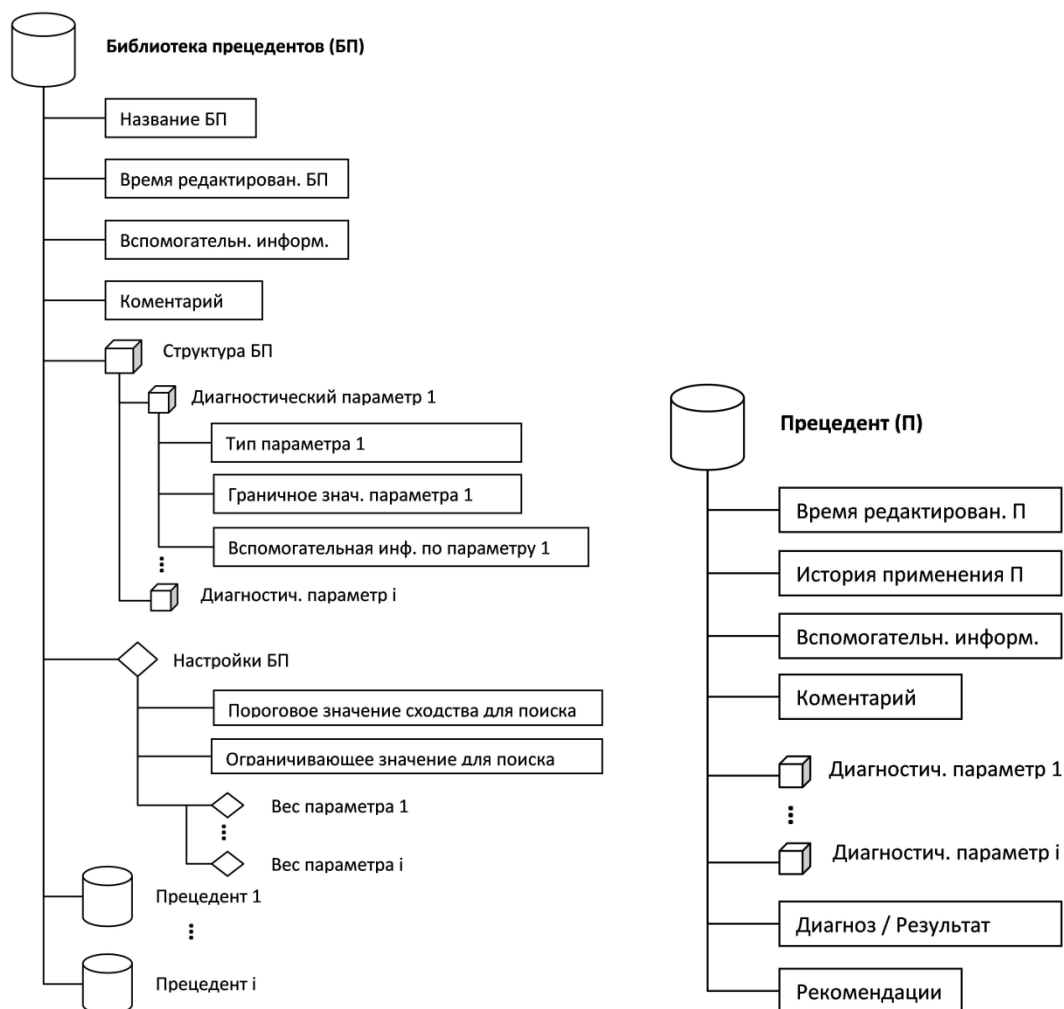 Библиотека прецедентов (БП)
Название БП
Время редактирован. БП
Вспомогательн. информ.
Коментарий
Структура БП
Диагностический параметр 1
Тип параметра 1
Граничное знач. параметра 1
Вспомогательная инф. по параметру 1
Диагностич. параметр i
Настройки БП
Пороговое значение сходства для поиска
Ограничивающее значение для поиска
Вес параметра 1
Вес параметра i
Прецедент 1
Прецедент i
Прецедент (П)
Время редактирован. П
История применения П
Вспомогательн. информ.
Коментарий
Диагностич. параметр 1
Диагностич. параметр i
Диагноз / Результат
Рекомендации